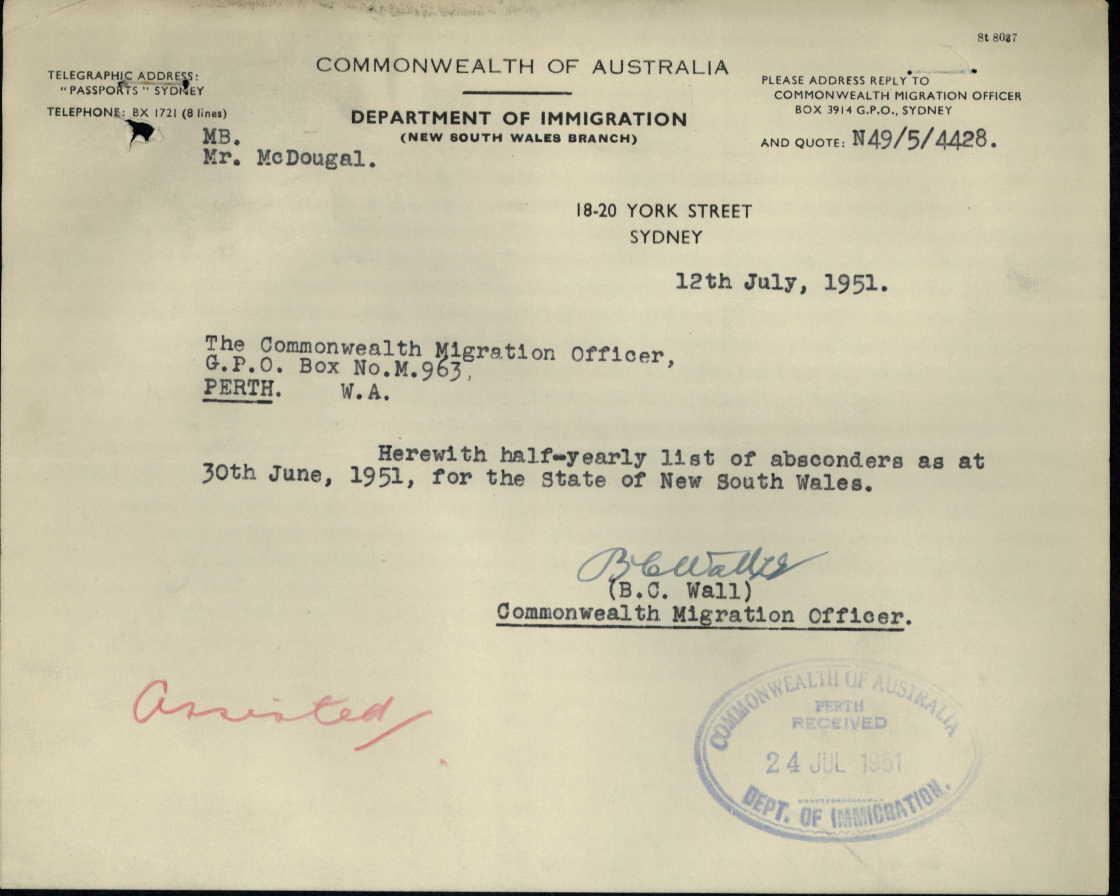 St 8037
COMMONWEALTH OF AUSTRALIA
TELEGRAPHIC ADDRESS:
"PASSPORTS" SYDNEY
TELEPHONE: BX 1721 (8 lines)
DEPARTMENT OF IMMIGRATION
(NEW SOUTH WALES BRANCH)
PLEASE ADDRESS REPLY TO
COMMONWEALTH MIGRATION OFFICER
BOX 3914 G.P.O., SYDNEY
AND QUOTE: N49/5/4428.
MB.
Mr. McDougal.
18-20 YORK STREET
SYDNEY
12th July, 1951.
The Commonwealth Migration Officer,
G.P.O. Box No.M.963,
PERTH. W.A.
Herewith half-yearly list of absconders as at
30th June, 1951, for the State of New South Wales.
(B.C. Wall)
Commonwealth Migration Officer.
Assisted
COMMONWEALTH OF AUSTRALIA
PERTH
RECEIVED
24 JUL 1951
DEPT. OF IMMIGRATION.